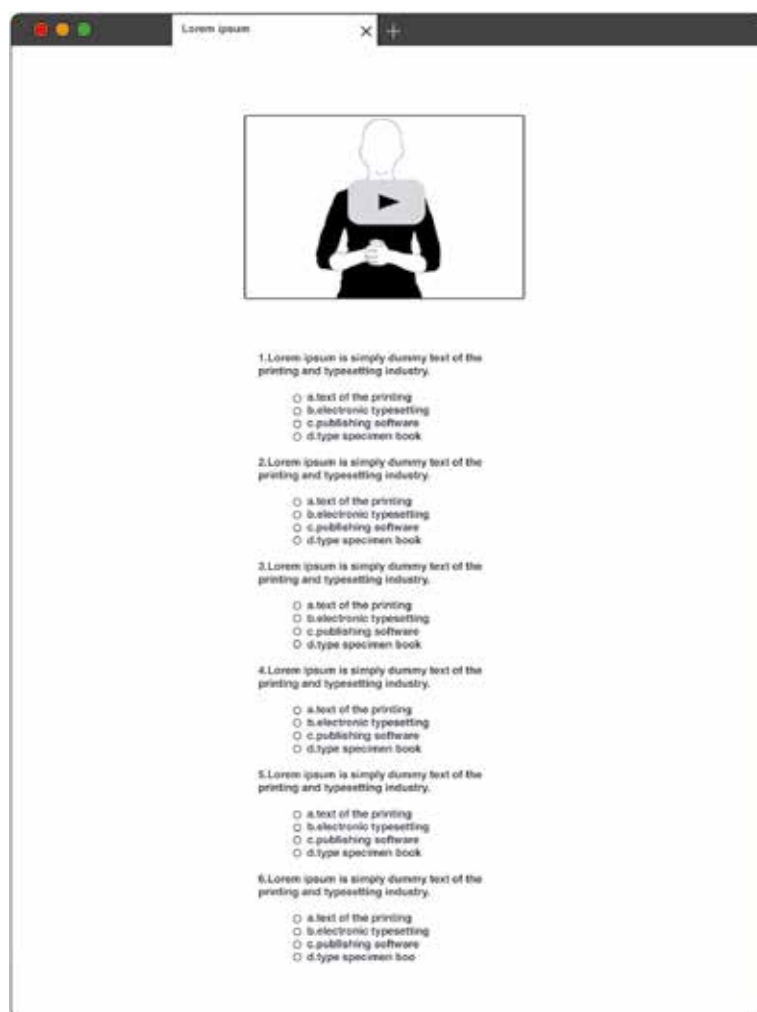 Lorem ipsum
1.Lorem ipsum is simply dummy text of the
printing and typesetting industry.
a.text of the printing
b.electronic typesetting
c.publishing software
d.type specimen book
2.Lorem ipsum is simply dummy text of the
printing and typesetting industry.
a.text of the printing
b.electronic typesetting
c.publishing software
d.type specimen book
3.Lorem ipsum is simply dummy text of the
printing and typesetting industry.
a.text of the printing
b.electronic typesetting
c.publishing software
d.type specimen book
4.Lorem ipsum is simply dummy text of the
printing and typesetting industry.
a.text of the printing
b.electronic typesetting
c.publishing software
d.type specimen book
5.Lorem ipsum is simply dummy text of the
printing and typesetting industry.
a.text of the printing
b.electronic typesetting
c.publishing software
d.type specimen book
6.Lorem ipsum is simply dummy text of the
printing and typesetting industry.
a.text of the printing
b.electronic typesetting
c.publishing software
d.type specimen boo